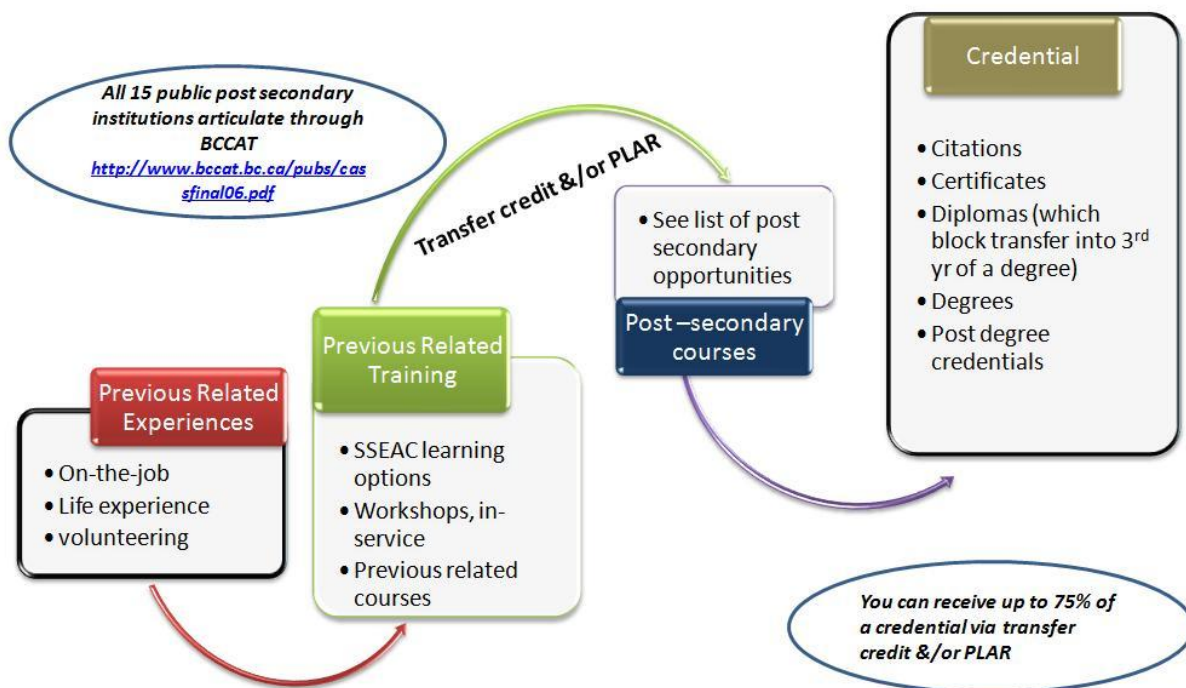 All 15 public post secondary
institutions articulate through
BCCAT
http://www.bccat.bc.ca/pubs/cas
sfinal06.pdf
Transfer credit &/or PLAR
Credential
• Citations
• Certificates
• Diplomas (which
block transfer into 3rd
yr of a degree)
• Degrees
• Post degree
credentials
• See list of post
secondary
opportunities
Post –secondary
courses
Previous Related
Training
• SSEAC learning
options
• Workshops, in-
service
• Previous related
courses
Previous Related
Experiences
• On-the-job
• Life experience
• volunteering
You can receive up to 75% of
a credential via transfer
credit &/or PLAR